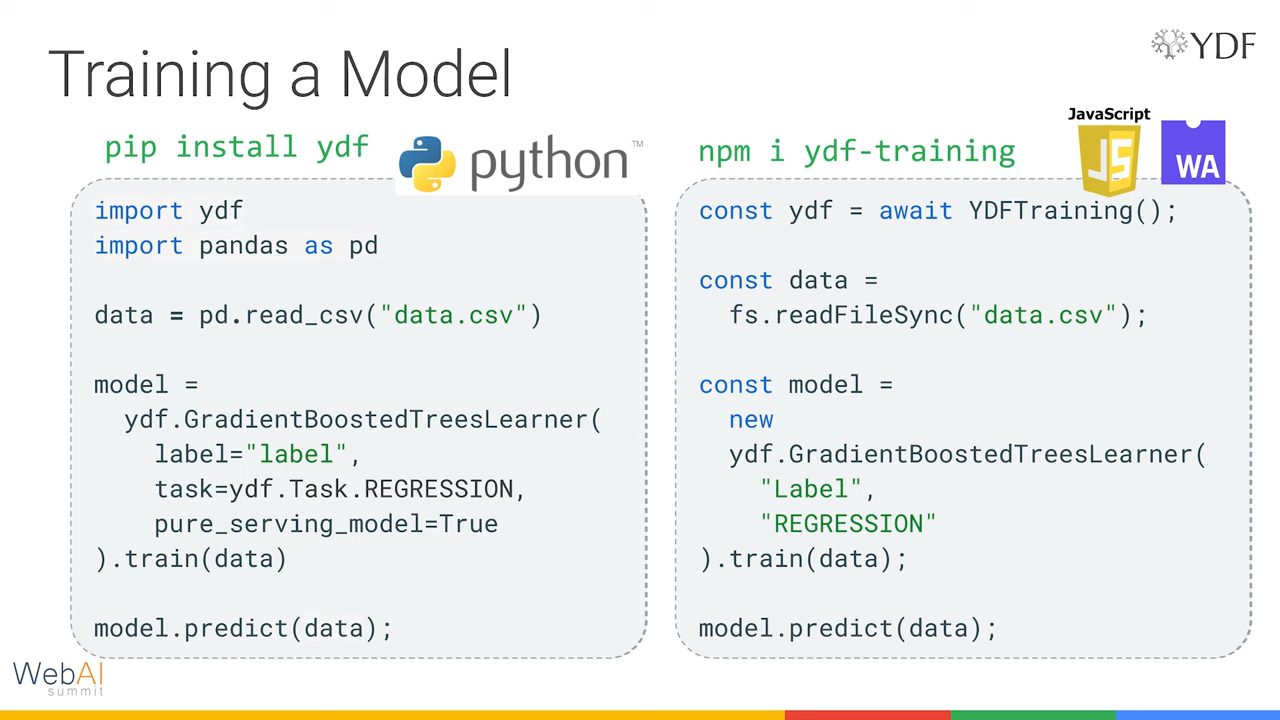 Training a Model
YDF
pip install ydf
python™
import ydf
import pandas as pd
data = pd.read_csv("data.csv")
model =
ydf.GradientBoostedTreesLearner(
label="label",
task=ydf.Task.REGRESSION,
pure_serving_model=True
).train(data)
model.predict(data);
npm i ydf-training
JavaScript
JS
WA
const ydf = await YDFTraining();
const data =
fs.readFileSync("data.csv");
const model =
new
ydf.GradientBoostedTreesLearner(
"Label",
"REGRESSION"
).train(data);
model.predict(data);
WebAI
summit